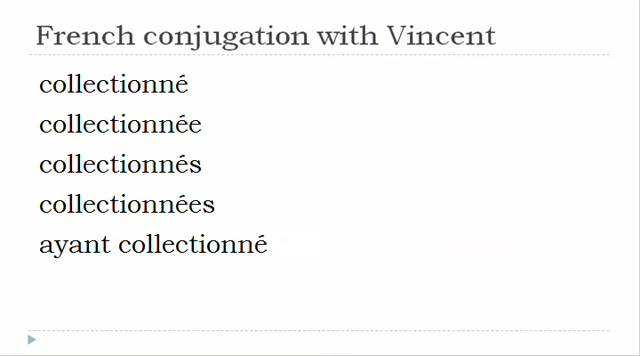 French conjugation with Vincent
collectionné
collectionnée
collectionnés
collectionnées
ayant collectionné